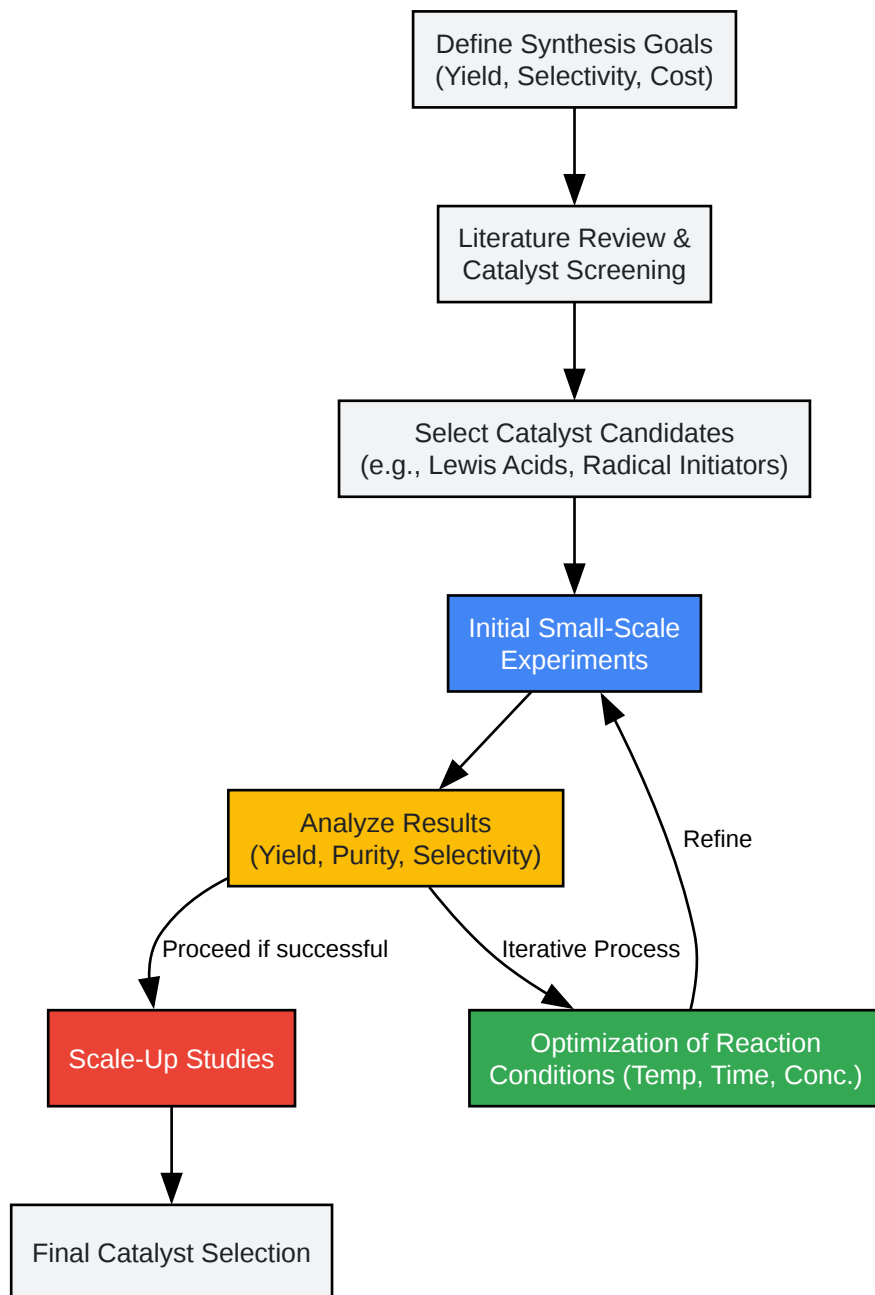 Define Synthesis Goals
(Yield, Selectivity, Cost)
Literature Review &
Catalyst Screening
Select Catalyst Candidates
(e.g., Lewis Acids, Radical Initiators)
Initial Small-Scale
Experiments
Analyze Results
(Yield, Purity, Selectivity)
Refine
Proceed if successful
Iterative Process
Scale-Up Studies
Optimization of Reaction
Conditions (Temp, Time, Conc.)
Final Catalyst Selection